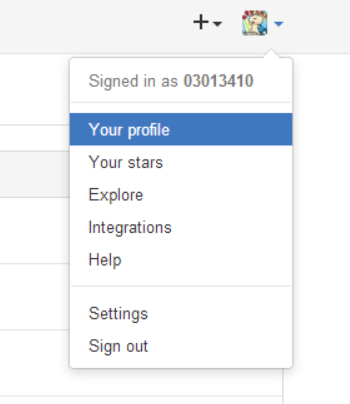 Signed in as 03013410
Your profile
Your stars
Explore
Integrations
Help
Settings
Sign out